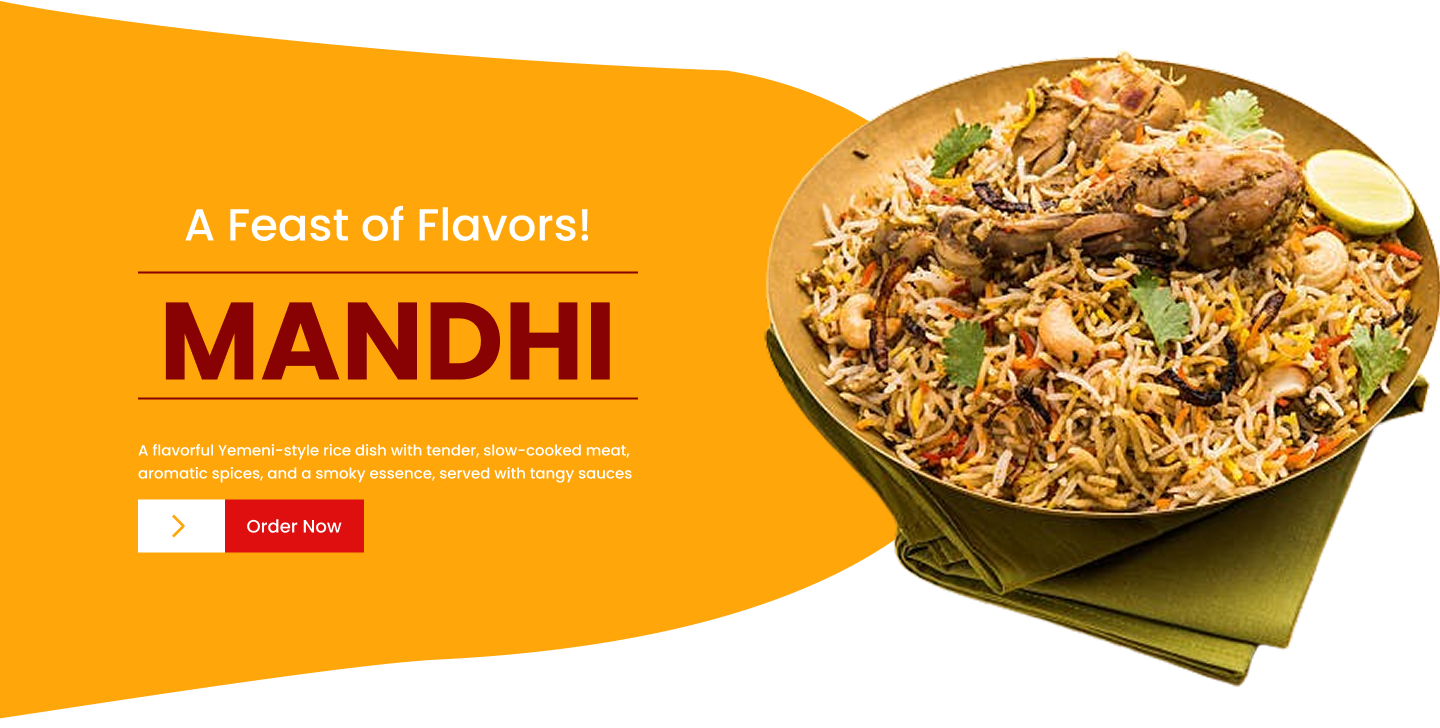 A Feast of Flavors!
MANDHI
A flavorful Yemeni-style rice dish with tender, slow-cooked meat,
aromatic spices, and a smoky essence, served with tangy sauces
Order Now